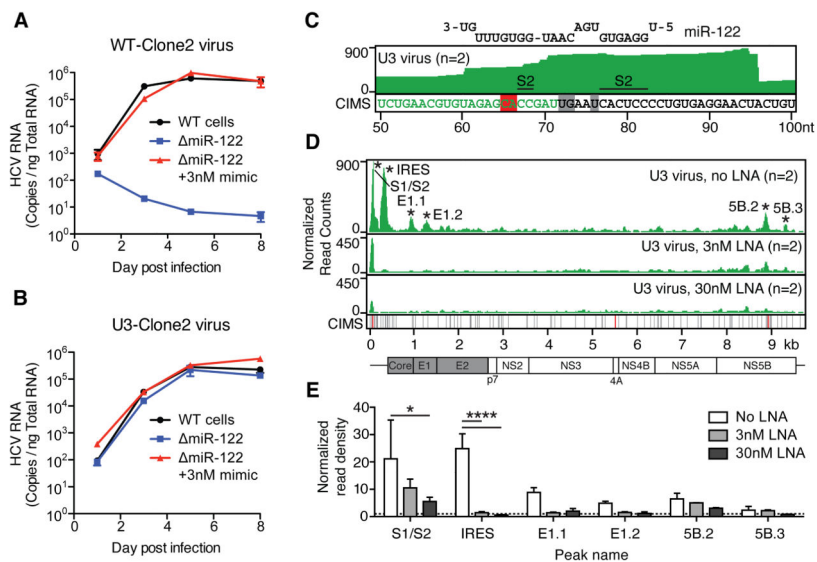 A
WT-Clone2 virus
HCV RNA
(Copies / ng Total RNA)
10^6
10^5
10^4
10^3
10^2
10^1
10^0
WT cells
ΔmiR-122
ΔmiR-122
+3nM mimic
0 2 4 6 8
Day post infection
B
U3-Clone2 virus
HCV RNA
(Copies / ng Total RNA)
10^6
10^5
10^4
10^3
10^2
10^1
10^0
WT cells
ΔmiR-122
ΔmiR-122
+3nM mimic
0 2 4 6 8
Day post infection
C
3-UG AGU U-5 miR-122
UUUGUGG-UAAC GUGAGG
900
U3 virus (n=2)
S2 S2
0
CIMS UCUGAACGUGUAGAG CCGAUUGAAUCACUCCCCUGUGAGGAACUACUGU
50 60 70 80 90 100nt
D
Normalized
Read Counts
900
* * IRES
S1/S2
E1.1
* * E1.2
U3 virus, no LNA (n=2)
5B.2 * 5B.3
*
0
450
U3 virus, 3nM LNA (n=2)
0
450
U3 virus, 30nM LNA (n=2)
0
CIMS
0 1 2 3 4 5 6 7 8 9 kb
Core E1 E2 NS2 NS3 NS4B NS5A NS5B
p7 4A
E
Normalized
read density
40
30
20
10
0
* ****
No LNA
3nM LNA
30nM LNA
S1/S2 IRES E1.1 E1.2 5B.2 5B.3
Peak name